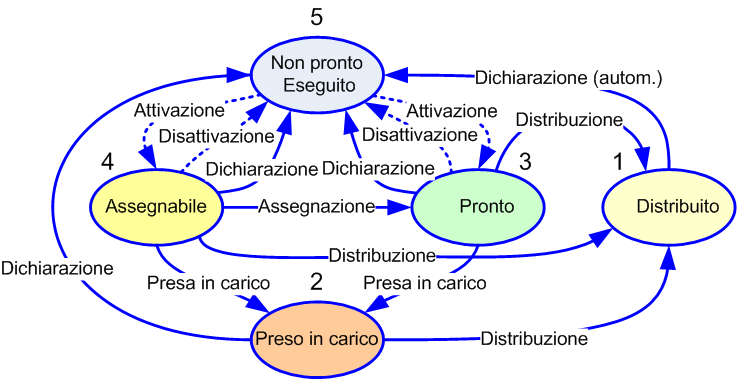 5
Non pronto
Eseguito
Dichiarazione (autom.)
Attivazione
Attivazione
Distribuzione
Disattivazione
Disattivazione
4
Dichiarazione
Dichiarazione
3
1
Assegnabile
Assegnazione
Pronto
Distribuito
Distribuzione
Dichiarazione
Presa in carico
2
Presa in carico
Preso in carico
Distribuzione